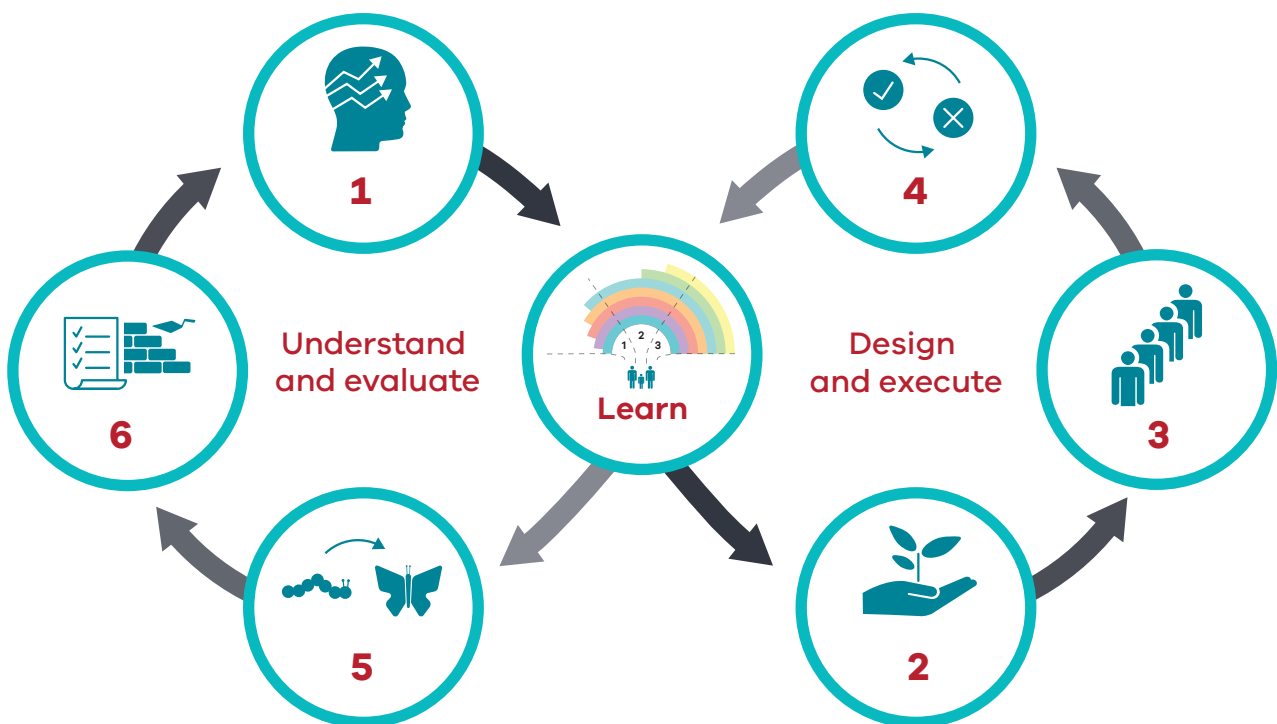 1
4
Understand
and evaluate
1
2
3
Learn
Design
and execute
6
3
5
2